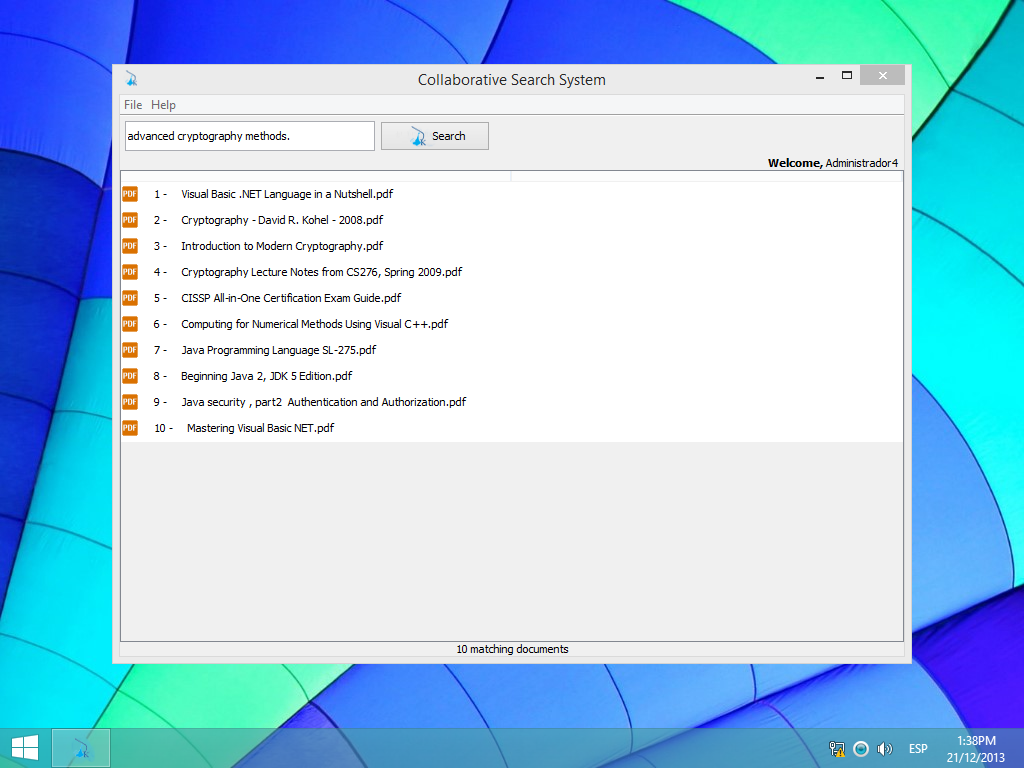 Collaborative Search System
File Help
advanced cryptography methods. Search
Welcome, Administrador4
PDF 1 - Visual Basic .NET Language in a Nutshell.pdf
PDF 2 - Cryptography - David R. Kohel - 2008.pdf
PDF 3 - Introduction to Modern Cryptography.pdf
PDF 4 - Cryptography Lecture Notes from CS276, Spring 2009.pdf
PDF 5 - CISSP All-in-One Certification Exam Guide.pdf
PDF 6 - Computing for Numerical Methods Using Visual C++.pdf
PDF 7 - Java Programming Language SL-275.pdf
PDF 8 - Beginning Java 2, JDK 5 Edition.pdf
PDF 9 - Java security , part2 Authentication and Authorization.pdf
PDF 10 - Mastering Visual Basic NET.pdf
10 matching documents
ESP 1:38PM
21/12/2013